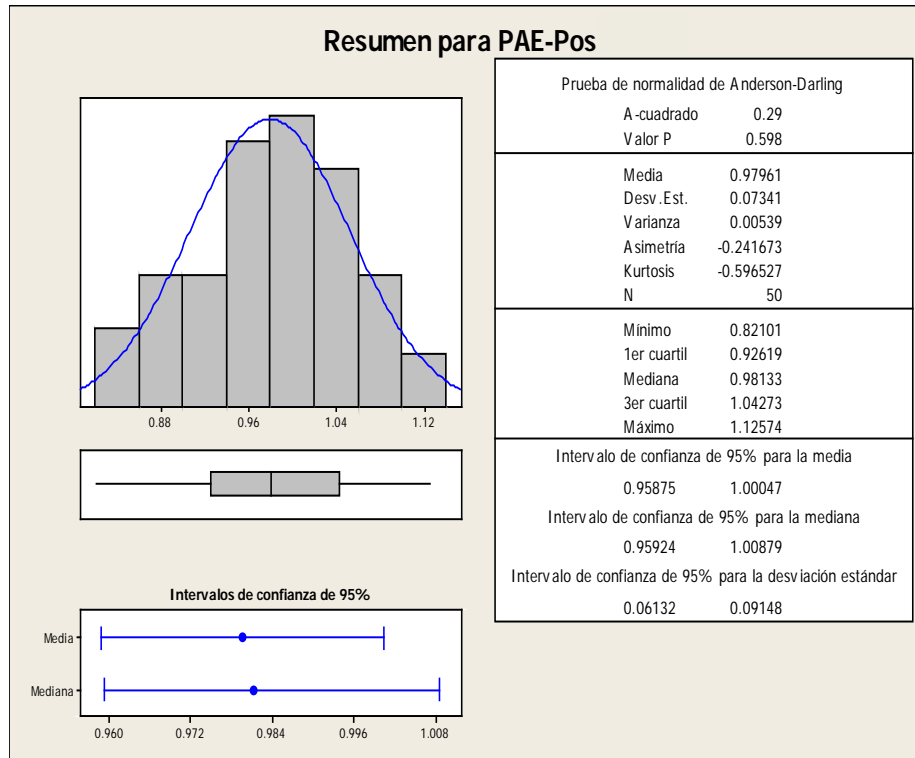 Resumen para PAE-Pos
0.88 0.96 1.04 1.12
Intervalos de confianza de 95%
Media
Mediana
0.960 0.972 0.984 0.996 1.008
Prueba de normalidad de Anderson-Darling
A-cuadrado 0.29
Valor P 0.598
Media 0.97961
Desv.Est. 0.07341
Varianza 0.00539
Asimetría -0.241673
Kurtosis -0.596527
N 50
Mínimo 0.82101
1er cuartil 0.92619
Mediana 0.98133
3er cuartil 1.04273
Máximo 1.12574
Intervalo de confianza de 95% para la media
0.95875 1.00047
Intervalo de confianza de 95% para la mediana
0.95924 1.00879
Intervalo de confianza de 95% para la desviación estándar
0.06132 0.09148